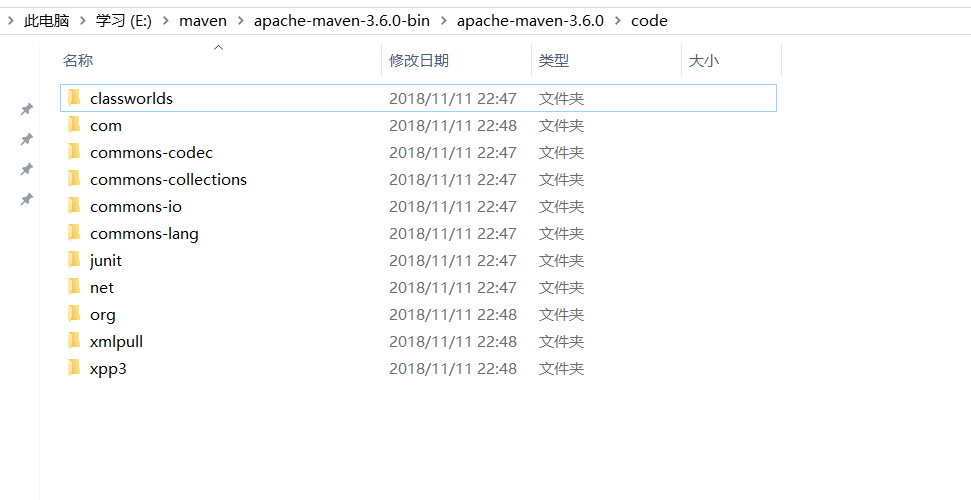 此电脑 > 学习 (E:) > maven > apache-maven-3.6.0-bin > apache-maven-3.6.0 > code
名称 修改日期 类型 大小
classworlds 2018/11/11 22:47 文件夹
com 2018/11/11 22:48 文件夹
commons-codec 2018/11/11 22:47 文件夹
commons-collections 2018/11/11 22:47 文件夹
commons-io 2018/11/11 22:47 文件夹
commons-lang 2018/11/11 22:47 文件夹
junit 2018/11/11 22:47 文件夹
net 2018/11/11 22:47 文件夹
org 2018/11/11 22:48 文件夹
xmlpull 2018/11/11 22:48 文件夹
xpp3 2018/11/11 22:48 文件夹